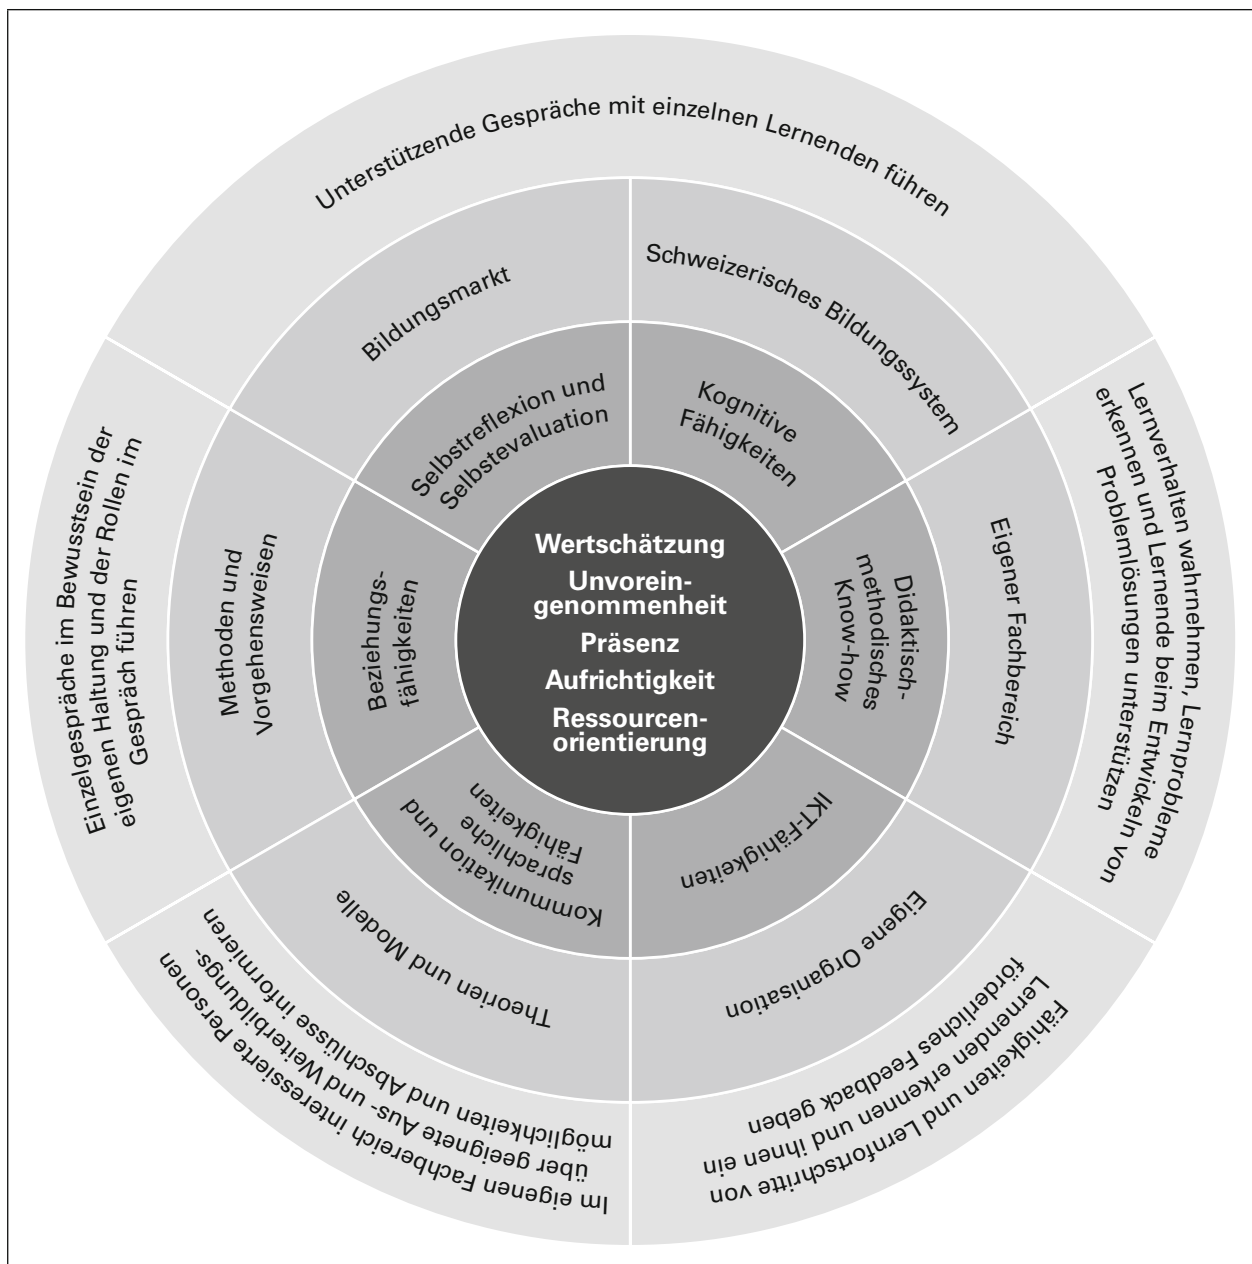 Unterstützende Gespräche mit einzelnen Lernenden führen
Lernverhalten wahrnehmen, Lernprobleme
erkennen und Lernende beim Entwickeln von
Problemlösungen unterstützen
Fähigkeiten und Lernfortschritte von
Lernenden erkennen und ihnen ein
förderliches Feedback geben
Im eigenen Fachbereich interessierte Personen
über geeignete Aus- und Weiterbildungs-
möglichkeiten und Abschlüsse informieren
Einzelgespräche im Bewusstsein der
eigenen Haltung und der Rollen im
Gespräch führen
Bildungsmarkt
Schweizerisches Bildungssystem
Eigener Fachbereich
Eigene Organisation
Theorien und Modelle
Methoden und
Vorgehensweisen
Selbstreflexion und
Selbstevaluation
Kognitive
Fähigkeiten
Didaktisch-
methodisches
Know-how
IKT-Fähigkeiten
Kommunikation und
sprachliche
Fähigkeiten
Beziehungs-
fähigkeiten
Wertschätzung
Unvorein-
genommenheit
Präsenz
Aufrichtigkeit
Ressourcen-
orientierung